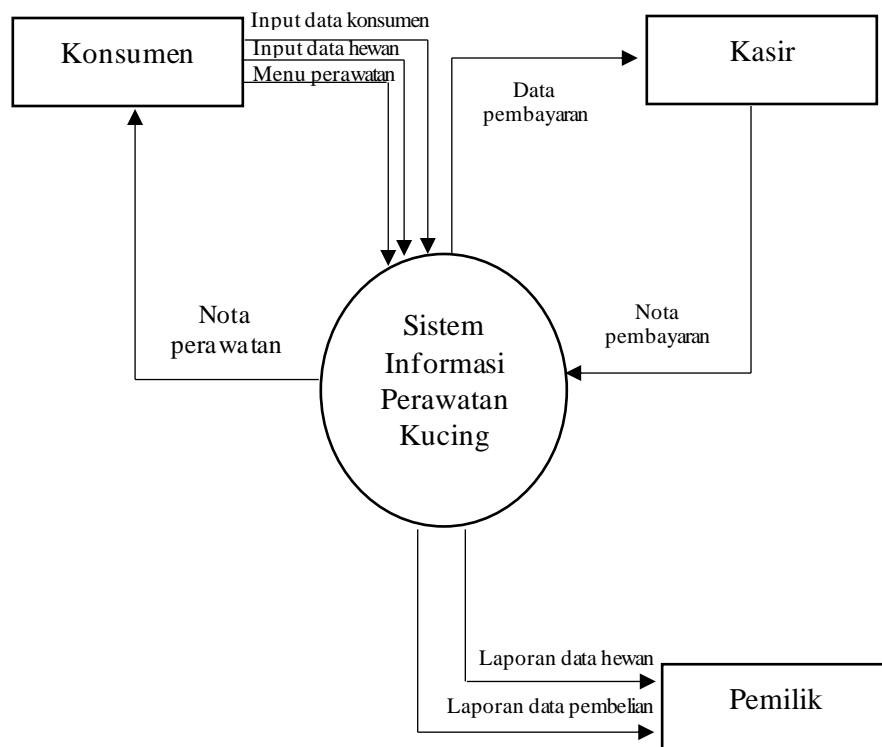 Input data konsumen
Input data hewan
Menu perawatan
Konsumen
Kasir
Data
pembayaran
Nota
perawatan
Sistem
Informasi
Perawatan
Kucing
Nota
pembayaran
Laporan data hewan
Laporan data pembelian
Pemilik